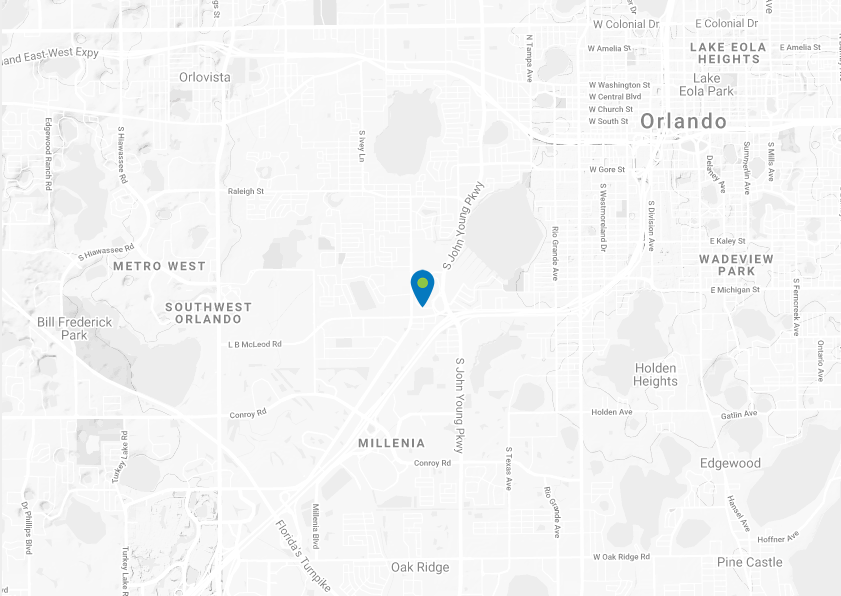 W Colonial Dr
E Colonial Dr
N Tampa Ave
W Amelia St
LAKE EOLA
HEIGHTS
E Amelia St
and East-West Expy
Orlovista
W Washington St
W Central Blvd
W Church St
W South St
Lake
Eola Park
Orlando
Edgewood Ranch Rd
S Hiawassee Rd
S Ivey Ln
Raleigh St
W Gore St
Delaney Ave
Summerlin Ave
S Mills Ave
S John Young Pkwy
S Westmoreland Dr
S Division Ave
Rio Grande Ave
S Hiawassee Rd
METRO WEST
E Kaley St
WADEVIEW
PARK
E Michigan St
S Ferncreek Ave
SOUTHWEST
ORLANDO
Bill Frederick
Park
L B McLeod Rd
S John Young Pkwy
Holden
Heights
Ontario Ave
Conroy Rd
Holden Ave
Gatlin Ave
MILLENIA
Conroy Rd
Turkey Lake Rd
S Texas Ave
Edgewood
Dr Phillips Blvd
Millenia Blvd
Rio Grande Ave
Hansel Ave
Hoffner Ave
Florida's Turnpike
Turkey Lake R
Oak Ridge
W Oak Ridge Rd
Pine Castle